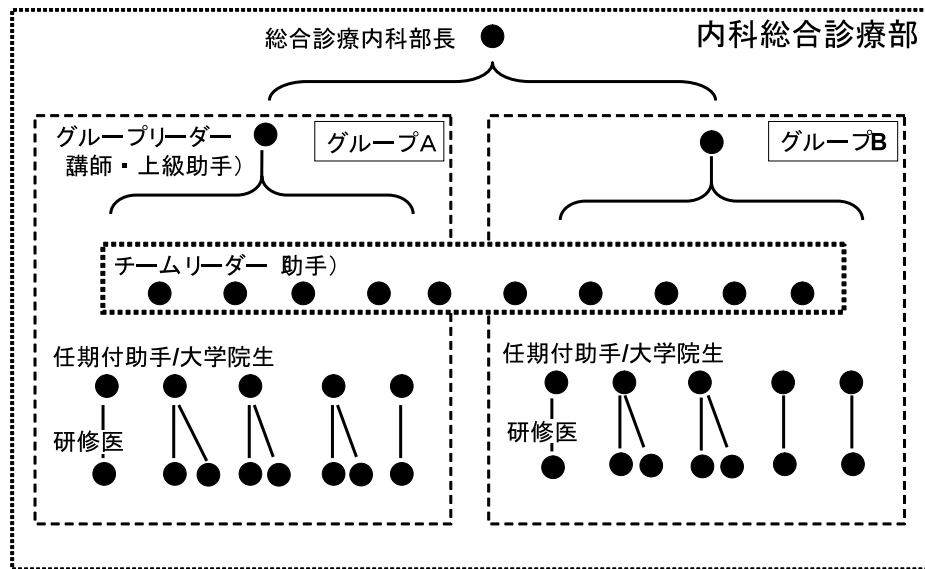 内科総合診療部
総合診療内科部長
グループリーダー
講師・上級助手）
グループA
グループB
チームリーダー 助手）
任期付助手/大学院生
研修医
任期付助手/大学院生
研修医